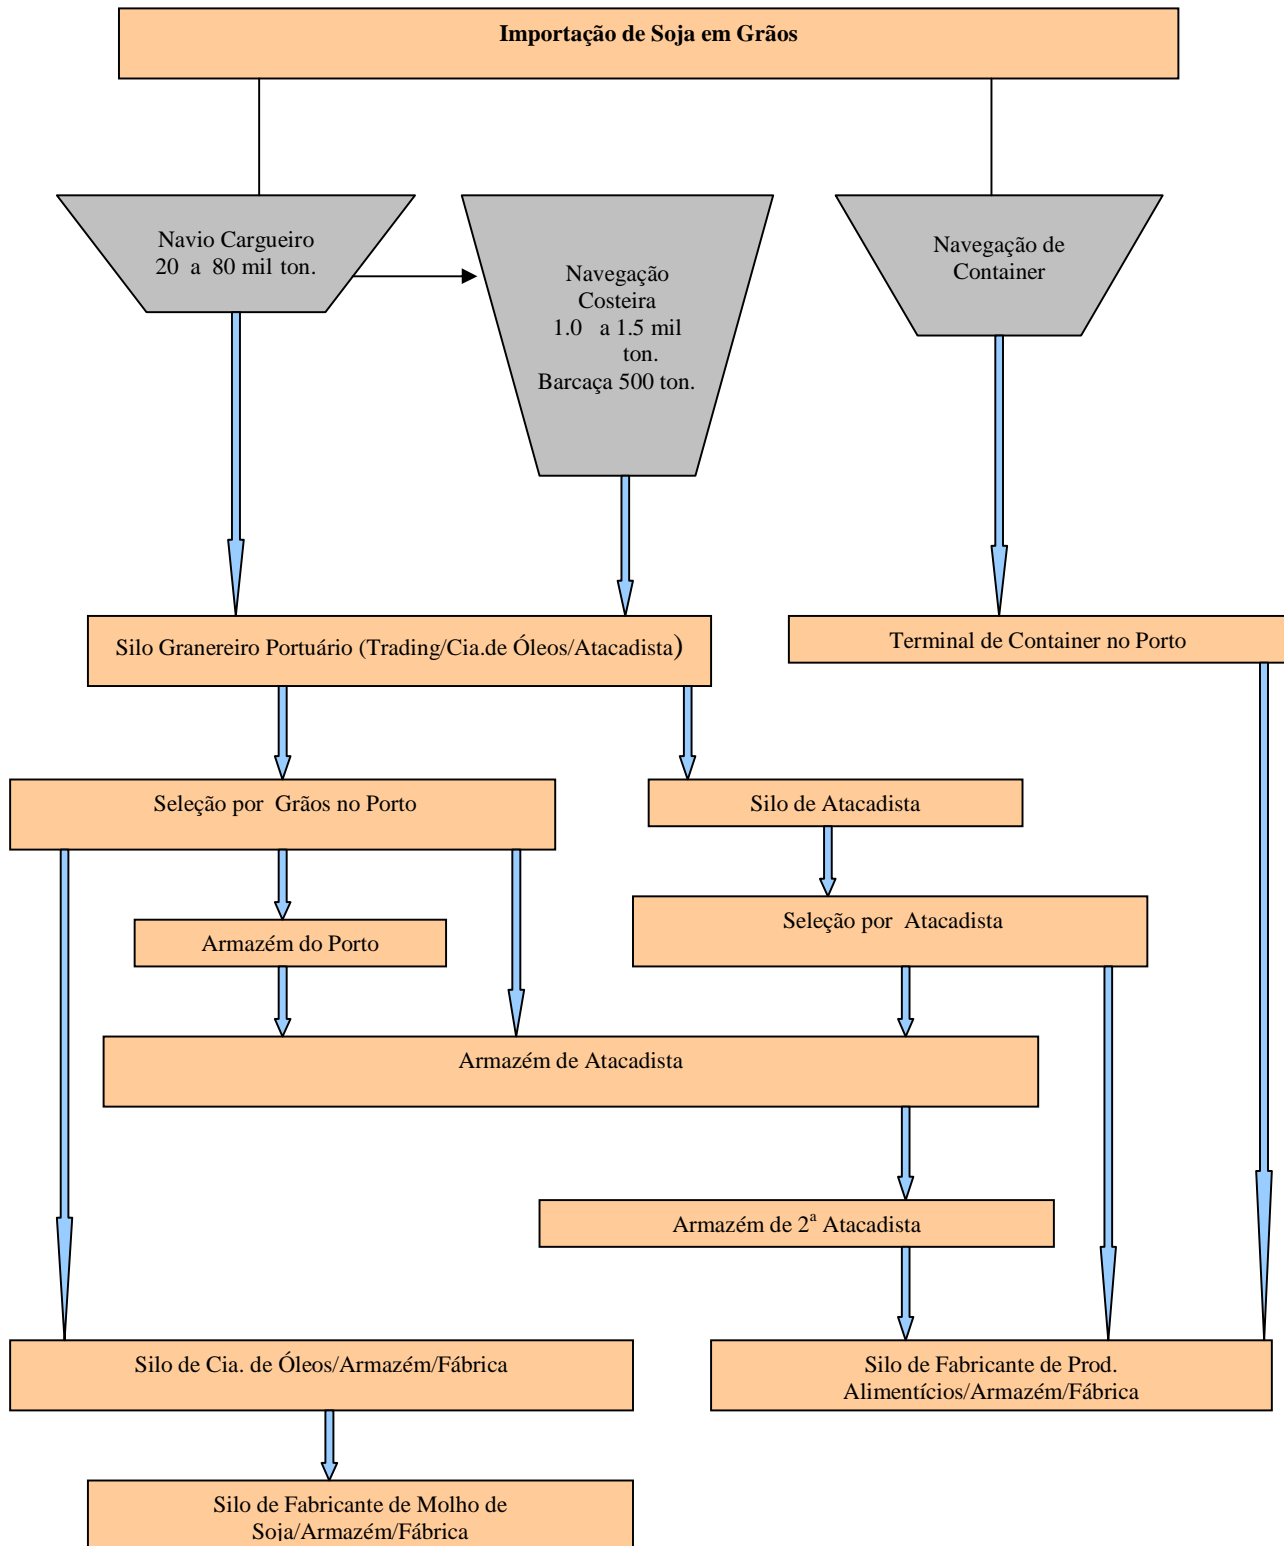 Importação de Soja em Grãos
Navio Cargueiro
20 a 80 mil ton.
Navegação
Costeira
1.0 a 1.5 mil
ton.
Barcaça 500 ton.
Navegação de
Container
Silo Granereiro Portuário (Trading/Cia.de Óleos/Atacadista)
Terminal de Container no Porto
Seleção por Grãos no Porto
Silo de Atacadista
Seleção por Atacadista
Armazém do Porto
Armazém de Atacadista
Armazém de 2ª Atacadista
Silo de Cia. de Óleos/Armazém/Fábrica
Silo de Fabricante de Prod.
Alimentícios/Armazém/Fábrica
Silo de Fabricante de Molho de
Soja/Armazém/Fábrica